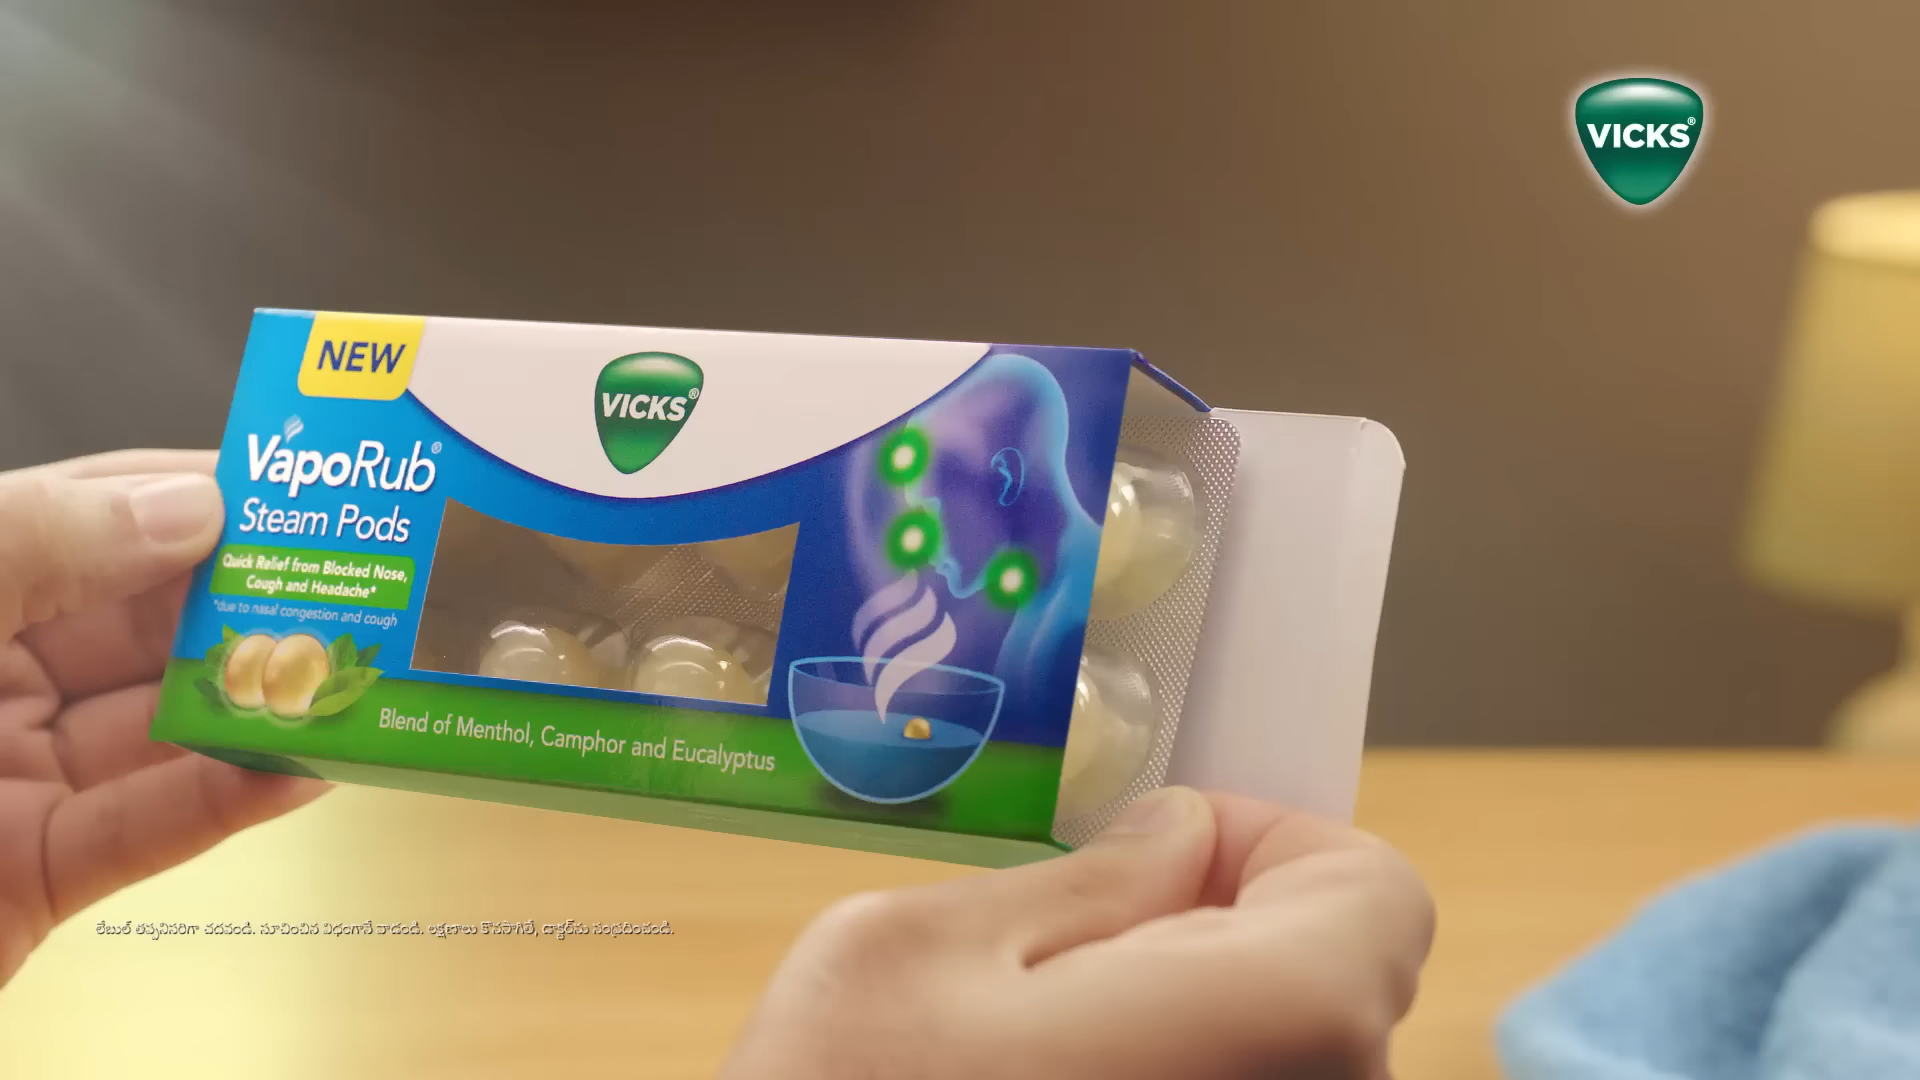 VICKS®
NEW
VICKS®
VapoRub®
Steam Pods
Quick Relief from Blocked Nose,
Cough and Headache*
*due to nasal congestion and cough
Blend of Menthol, Camphor and Eucalyptus
లేబుల్ తప్పనిసరిగా చదవండి. సూచించిన విధంగానే వాడండి. లక్షణాలు కొనసాగితే, డాక్టర్‌ను సంప్రదించండి.